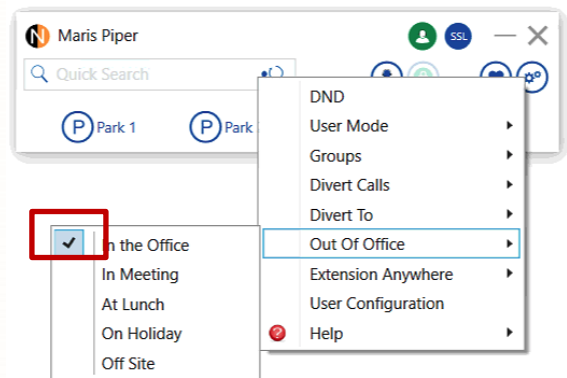 N Maris Piper SSL
Quick Search
P Park 1 P Park
DND
User Mode
Groups
Divert Calls
Divert To
Out Of Office
Extension Anywhere
User Configuration
? Help
In the Office
In Meeting
At Lunch
On Holiday
Off Site